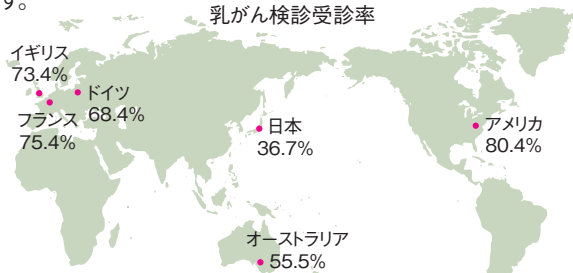 す。
乳がん検診受診率
イギリス
73.4%
ドイツ
68.4%
フランス
75.4%
日本
36.7%
アメリカ
80.4%
オーストラリア
55.5%